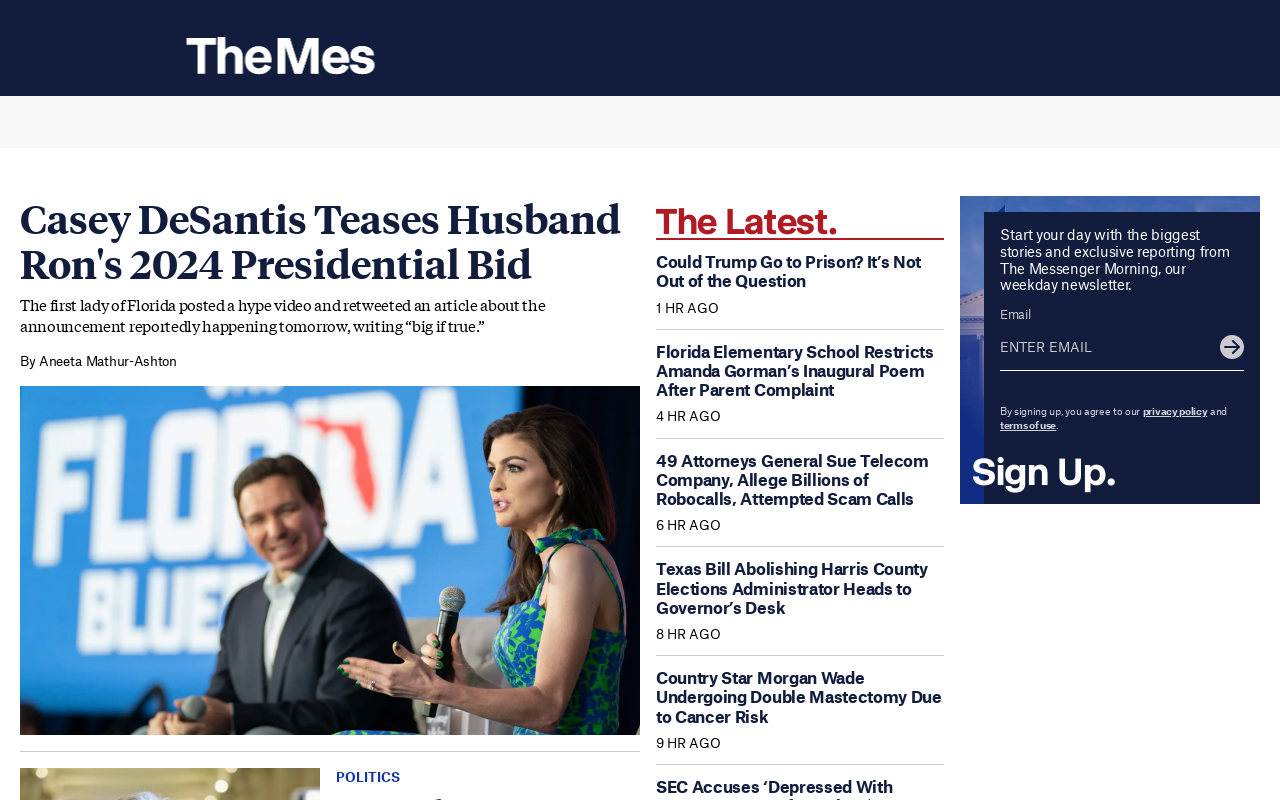 The Mes
Casey DeSantis Teases Husband
Ron's 2024 Presidential Bid
The first lady of Florida posted a hype video and retweeted an article about the
announcement reportedly happening tomorrow, writing “big if true.”
By Aneeta Mathur-Ashton
FLORIDA
The Latest.
Could Trump Go to Prison? It’s Not
Out of the Question
1 HR AGO
Florida Elementary School Restricts
Amanda Gorman’s Inaugural Poem
After Parent Complaint
4 HR AGO
49 Attorneys General Sue Telecom
Company, Allege Billions of
Robocalls, Attempted Scam Calls
6 HR AGO
Texas Bill Abolishing Harris County
Elections Administrator Heads to
Governor’s Desk
8 HR AGO
Country Star Morgan Wade
Undergoing Double Mastectomy Due
to Cancer Risk
9 HR AGO
SEC Accuses ‘Depressed With
Start your day with the biggest
stories and exclusive reporting from
The Messenger Morning, our
weekday newsletter.
Email
ENTER EMAIL
By signing up, you agree to our privacy policy and
terms of use.
Sign Up.
POLITICS